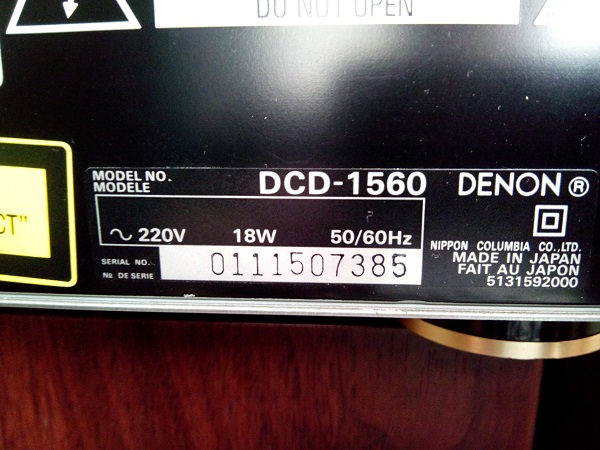 DO NOT OPEN
CT"
MODEL NO.
MODELE
DCD-1560
DENON ®
~ 220V 18W 50/60Hz
SERIAL NO.
No DE SERIE
0111507385
NIPPON COLUMBIA CO.,LTD.
MADE IN JAPAN
FAIT AU JAPON
5131592000